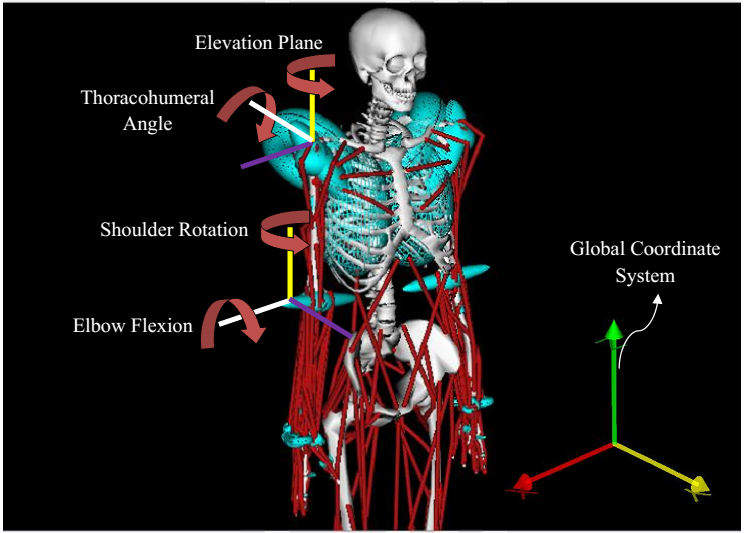 Elevation Plane
Thoracohumeral
Angle
Shoulder Rotation
Global Coordinate
System
Elbow Flexion